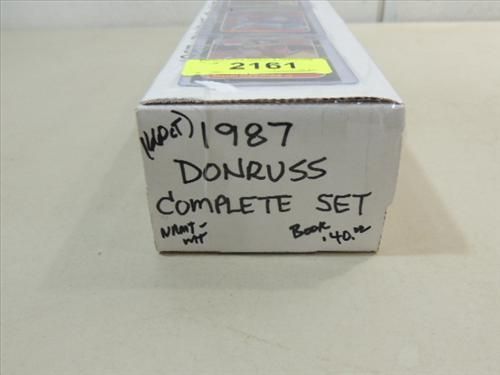 2161
1987
DONRUSS
COMPLETE SET
NRMT-
MT
BOOK
40.00